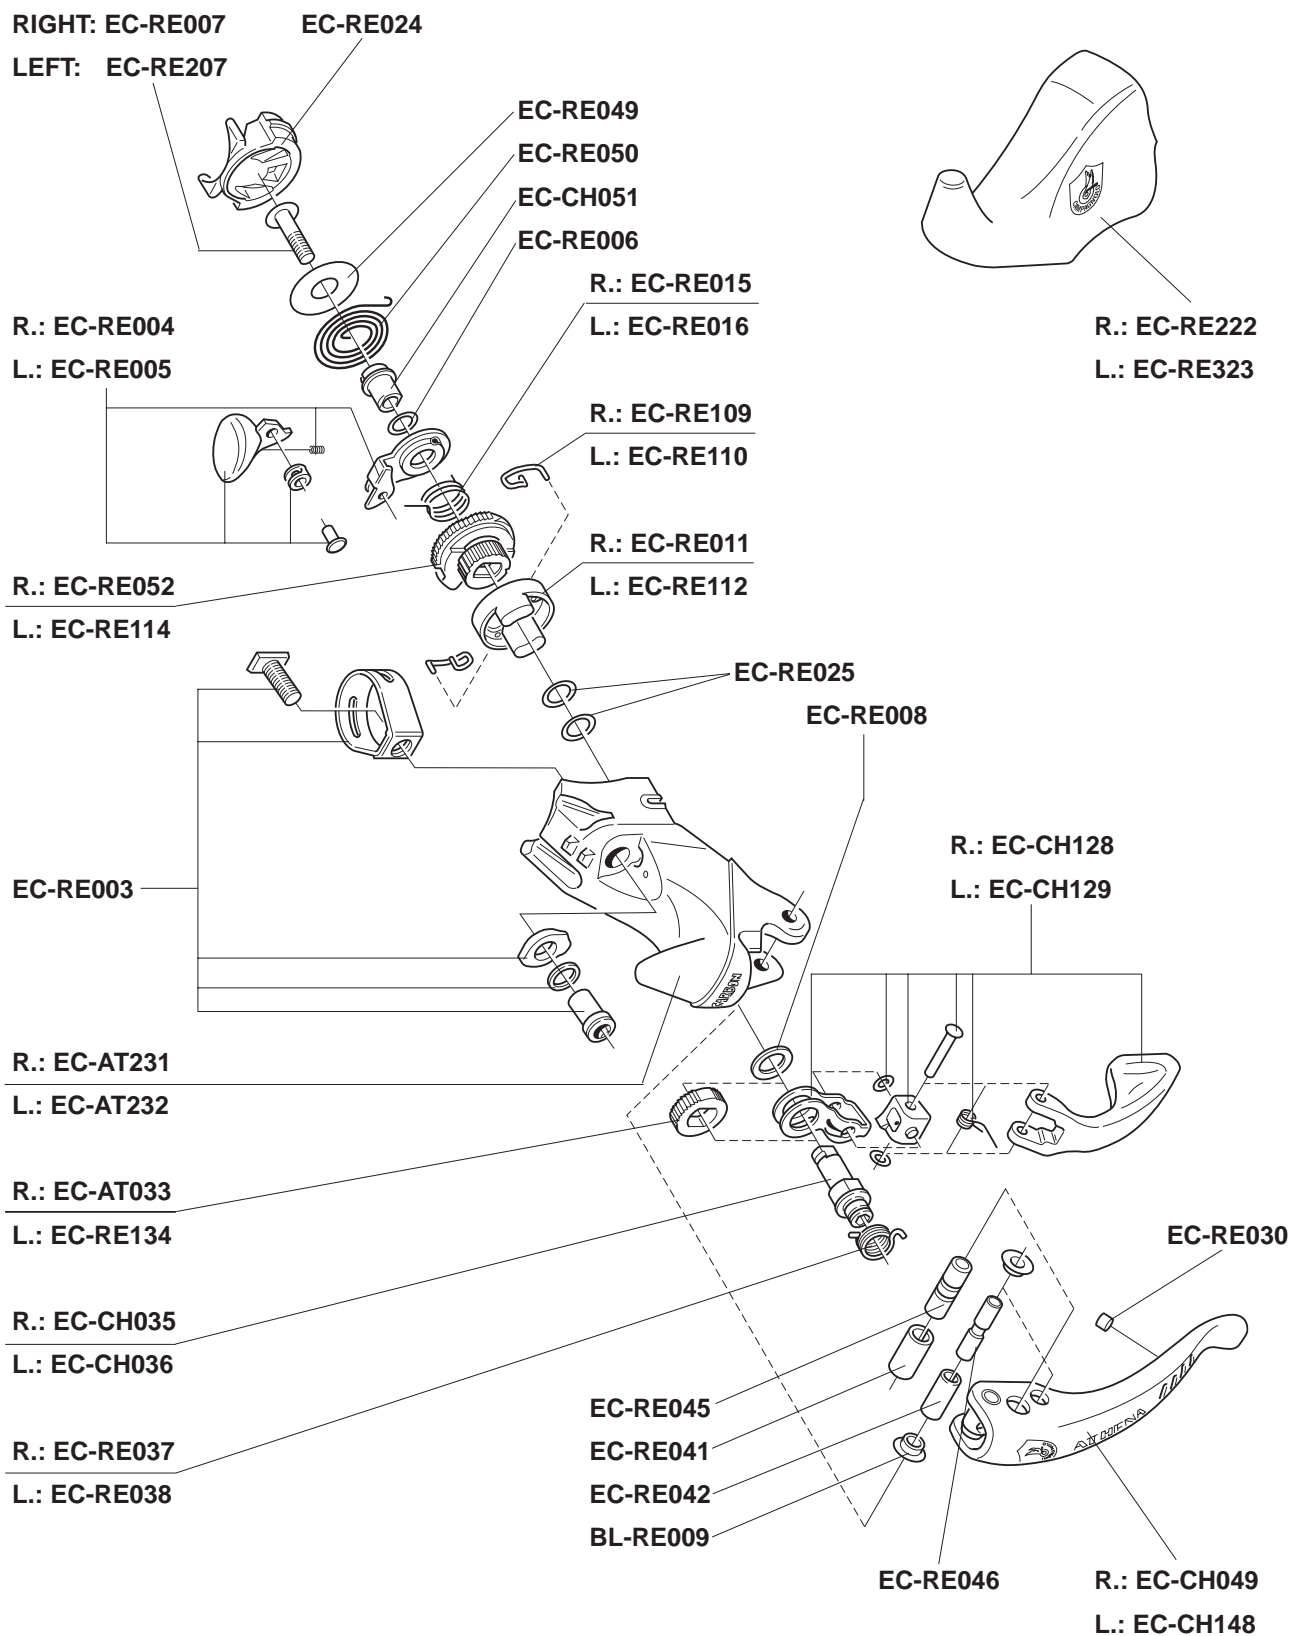 RIGHT: EC-RE007 EC-RE024
LEFT: EC-RE207
EC-RE049
EC-RE050
EC-CH051
EC-RE006
R.: EC-RE015
L.: EC-RE016
R.: EC-RE004
L.: EC-RE005
R.: EC-RE222
L.: EC-RE323
R.: EC-RE109
L.: EC-RE110
R.: EC-RE011
L.: EC-RE112
R.: EC-RE052
L.: EC-RE114
EC-RE025
EC-RE008
R.: EC-CH128
L.: EC-CH129
EC-RE003
CARBON
R.: EC-AT231
L.: EC-AT232
R.: EC-AT033
L.: EC-RE134
EC-RE030
R.: EC-CH035
L.: EC-CH036
EC-RE045
EC-RE041
EC-RE042
BL-RE009
ATHENA
R.: EC-RE037
L.: EC-RE038
EC-RE046
R.: EC-CH049
L.: EC-CH148